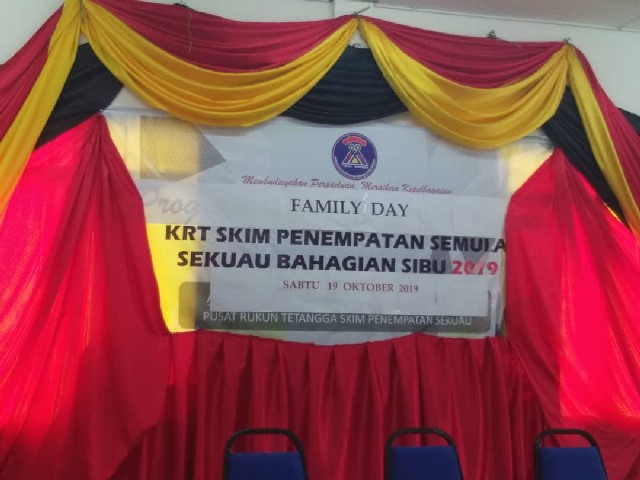 Membudayakan Perpaduan, Meraikan Kepelbagaian
Prog
FAMILY DAY
KRT SKIM PENEMPATAN SEMULA
SEKUAU BAHAGIAN SIBU 2019
SABTU 19 OKTOBER 2019
PUSAT RUKUN TETANGGA SKIM PENEMPATAN SEKUAU